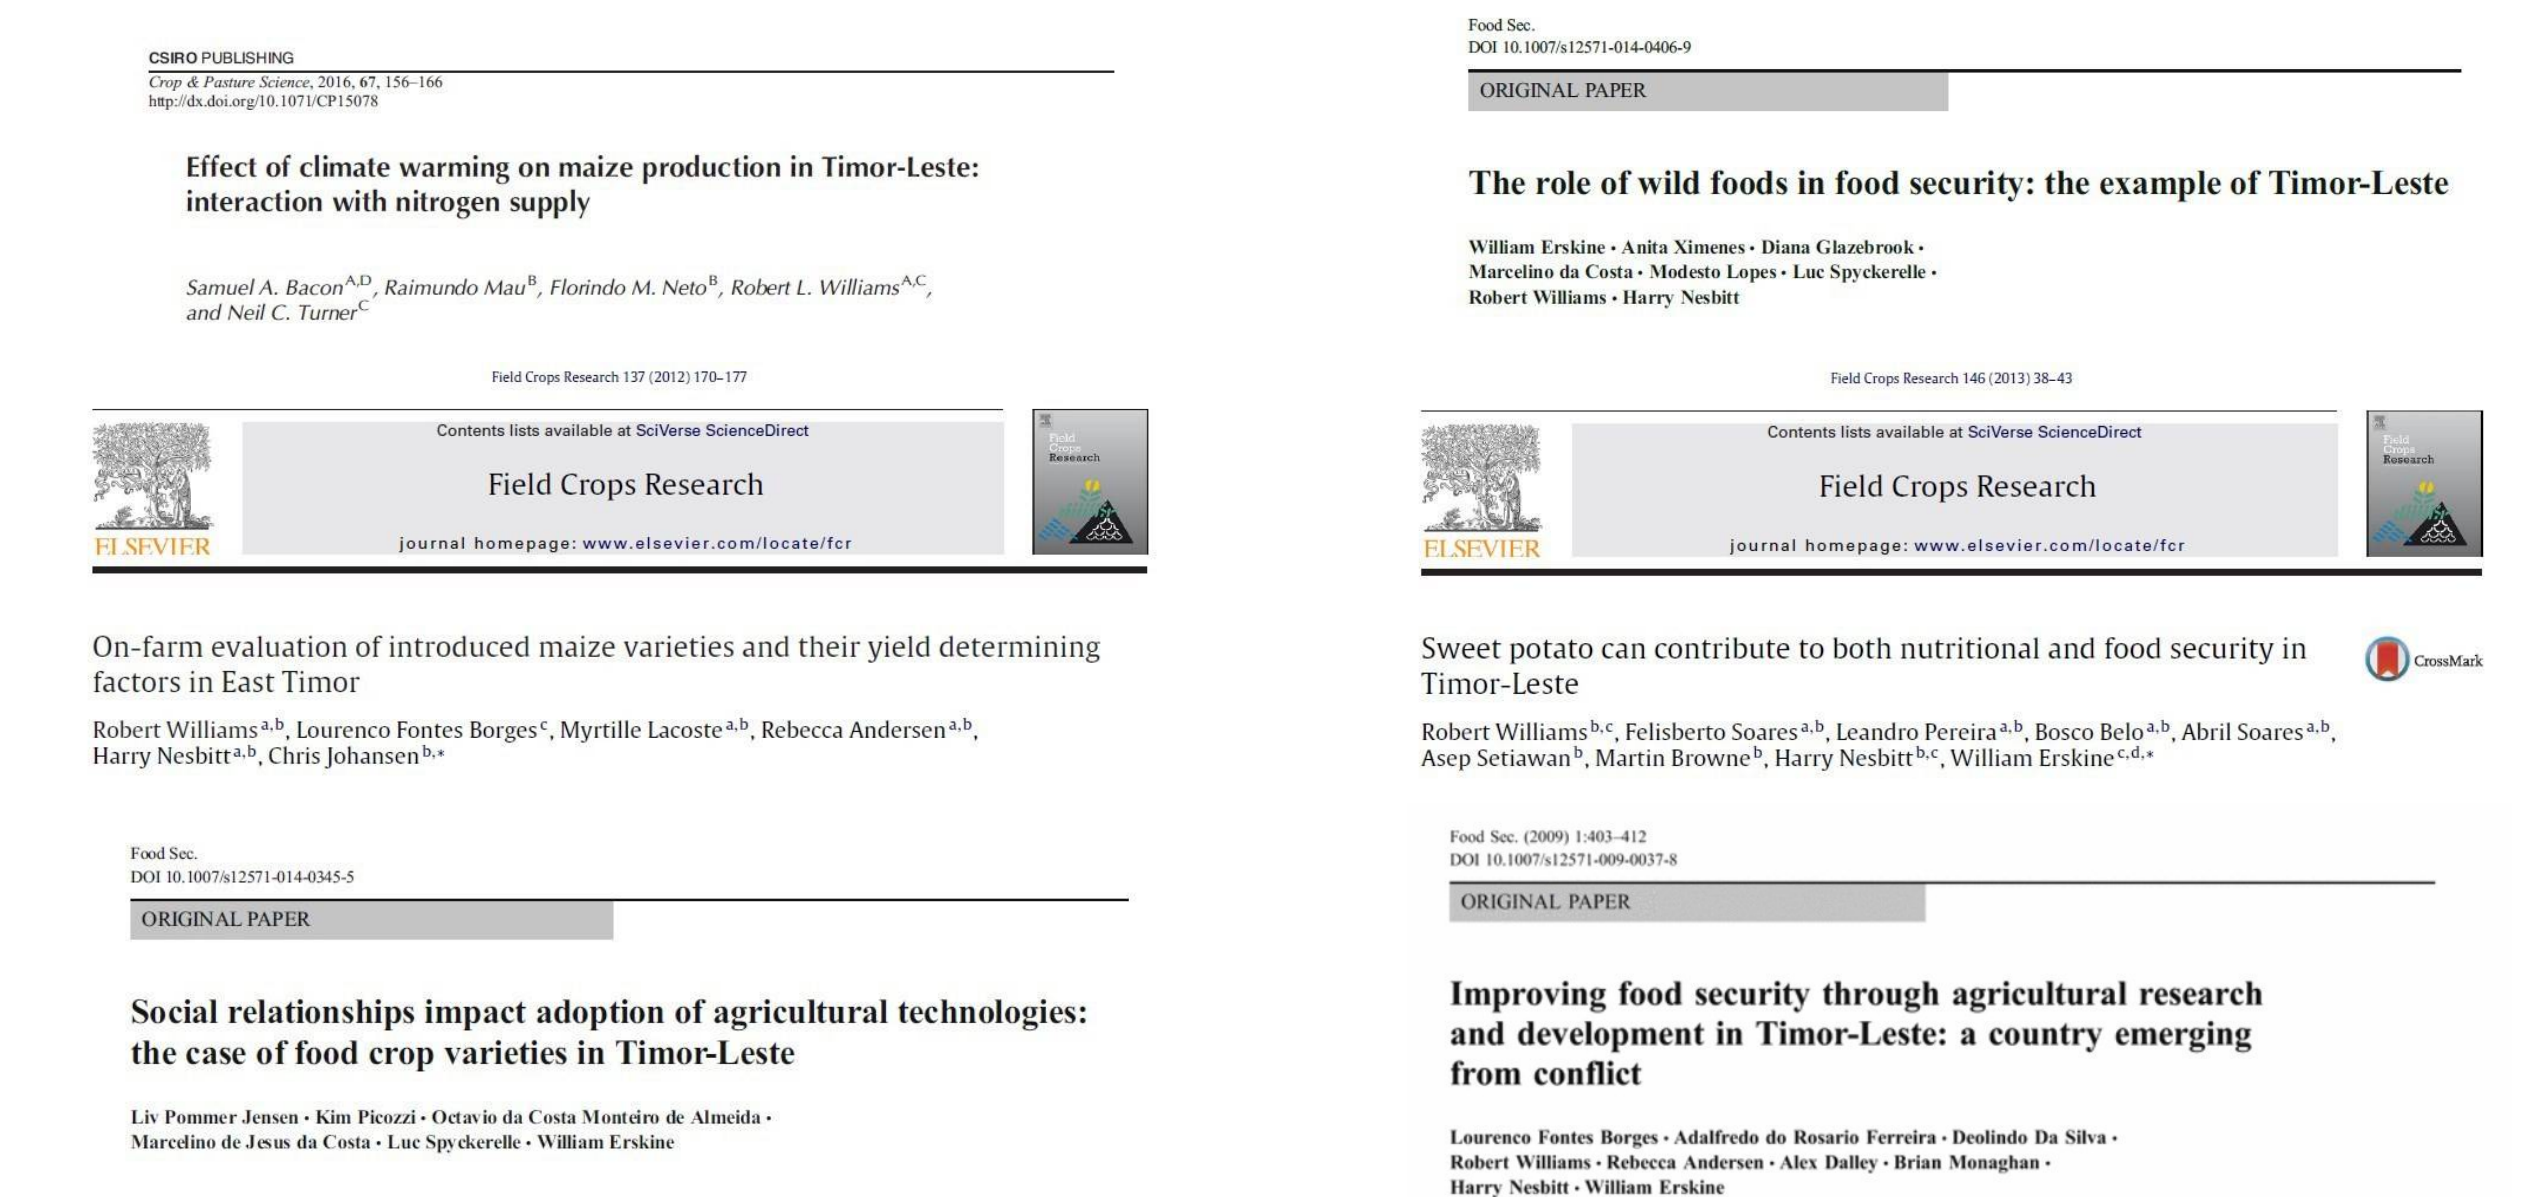 CSIRO PUBLISHING
Crop & Pasture Science, 2016, 67, 156–166
http://dx.doi.org/10.1071/CP15078
Effect of climate warming on maize production in Timor-Leste:
interaction with nitrogen supply
Samuel A. Bacon^A,D, Raimundo Mau^B, Florindo M. Neto^B, Robert L. Williams^A,C,
and Neil C. Turner^C
Food Sec.
DOI 10.1007/s12571-014-0406-9
ORIGINAL PAPER
The role of wild foods in food security: the example of Timor-Leste
William Erskine • Anita Ximenes • Diana Glazebrook •
Marcelino da Costa • Modesto Lopes • Luc Spyckerelle •
Robert Williams • Harry Nesbitt
Field Crops Research 137 (2012) 170–177
Contents lists available at SciVerse ScienceDirect
Field Crops Research
journal homepage: www.elsevier.com/locate/fcr
ELSEVIER
Field
Crops
Research
On-farm evaluation of introduced maize varieties and their yield determining
factors in East Timor
Robert Williams a,b, Lourenco Fontes Borges c, Myrtille Lacoste a,b, Rebecca Andersen a,b,
Harry Nesbitt a,b, Chris Johansen b,*
Field Crops Research 146 (2013) 38–43
Contents lists available at SciVerse ScienceDirect
Field Crops Research
journal homepage: www.elsevier.com/locate/fcr
ELSEVIER
Field
Crops
Research
Sweet potato can contribute to both nutritional and food security in
Timor-Leste
CrossMark
Robert Williams b,c, Felisberto Soares a,b, Leandro Pereira a,b, Bosco Belo a,b, Abril Soares a,b,
Asep Setiawan b, Martin Browne b, Harry Nesbitt b,c, William Erskine c,d,*
Food Sec.
DOI 10.1007/s12571-014-0345-5
ORIGINAL PAPER
Social relationships impact adoption of agricultural technologies:
the case of food crop varieties in Timor-Leste
Liv Pommer Jensen • Kim Picozzi • Octavio da Costa Monteiro de Almeida •
Marcelino de Jesus da Costa • Luc Spyckerelle • William Erskine
Food Sec. (2009) 1:403–412
DOI 10.1007/s12571-009-0037-8
ORIGINAL PAPER
Improving food security through agricultural research
and development in Timor-Leste: a country emerging
from conflict
Lourenco Fontes Borges • Adalfredo do Rosario Ferreira • Deolindo Da Silva •
Robert Williams • Rebecca Andersen • Alex Dalley • Brian Monaghan •
Harry Nesbitt • William Erskine